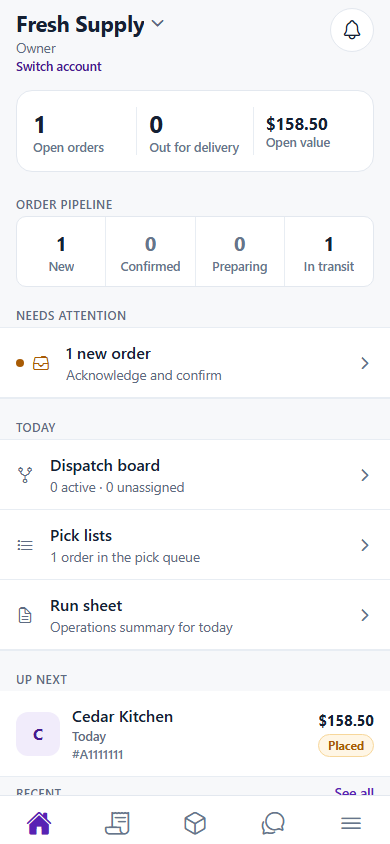 Fresh Supply
Owner
Switch account
1
Open orders
0
Out for delivery
$158.50
Open value
ORDER PIPELINE
1
New
0
Confirmed
0
Preparing
1
In transit
NEEDS ATTENTION
1 new order
Acknowledge and confirm
TODAY
Dispatch board
0 active · 0 unassigned
Pick lists
1 order in the pick queue
Run sheet
Operations summary for today
UP NEXT
C
Cedar Kitchen
Today
#A1111111
$158.50
Placed
RECENT
See all